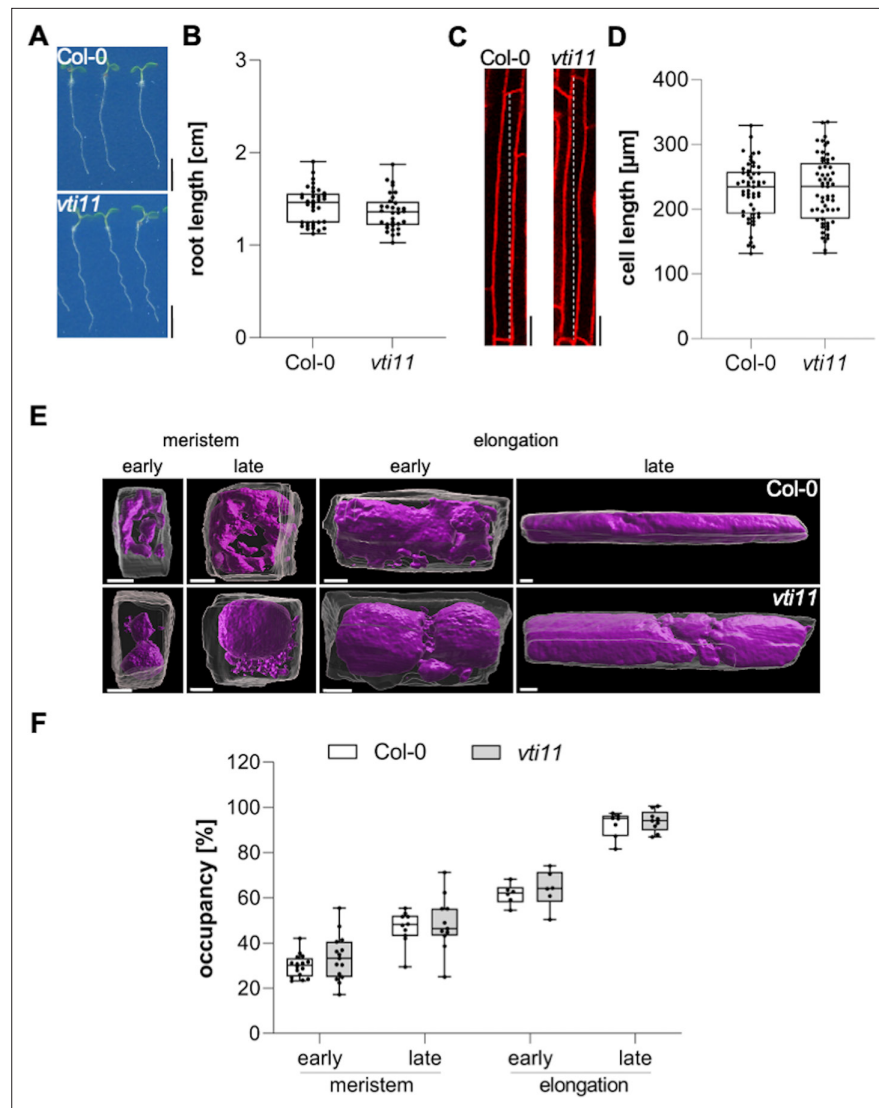 A
Col-0
vti11
B
root length [cm]
3
2
1
0
Col-0
vti11
C
Col-0
vti11
D
cell length [µm]
400
300
200
100
0
Col-0
vti11
E
meristem
elongation
early
late
early
late
Col-0
vti11
F
Col-0
vti11
occupancy [%]
120
100
80
60
40
20
0
early
late
early
late
meristem
elongation